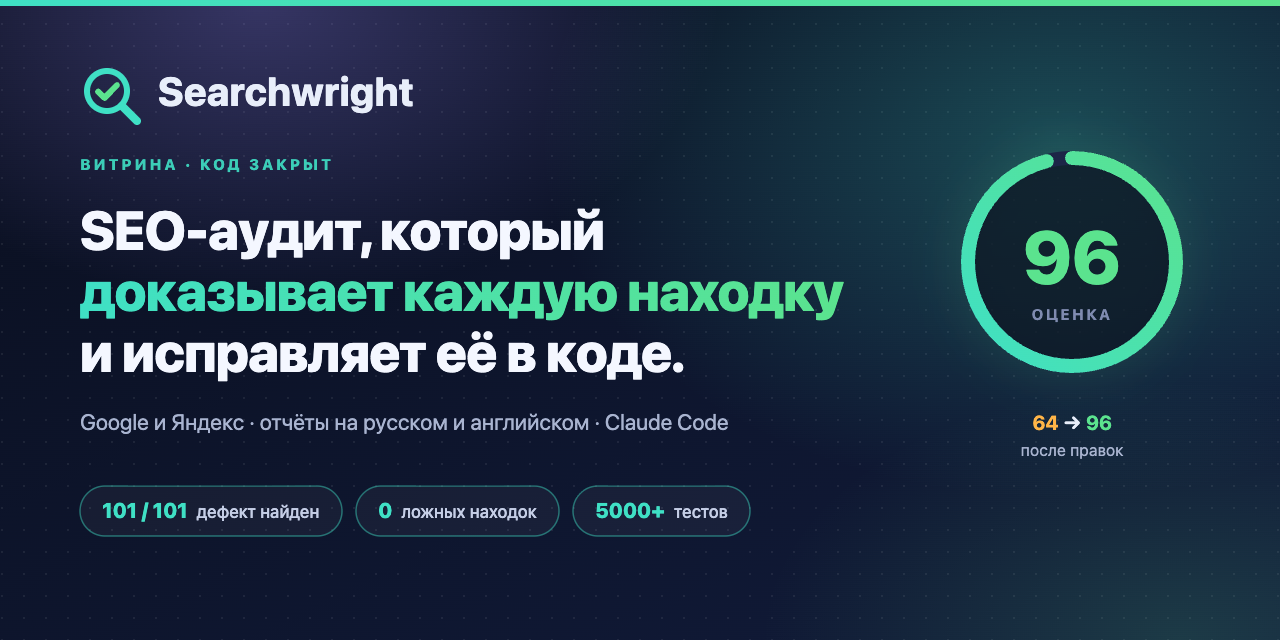 Searchwright
ВИТРИНА · КОД ЗАКРЫТ
SEO-аудит, который
доказывает каждую находку
и исправляет её в коде.
Google и Яндекс · отчёты на русском и английском · Claude Code
101 / 101 дефект найден
0 ложных находок
5000+ тестов
96
ОЦЕНКА
64 → 96
после правок